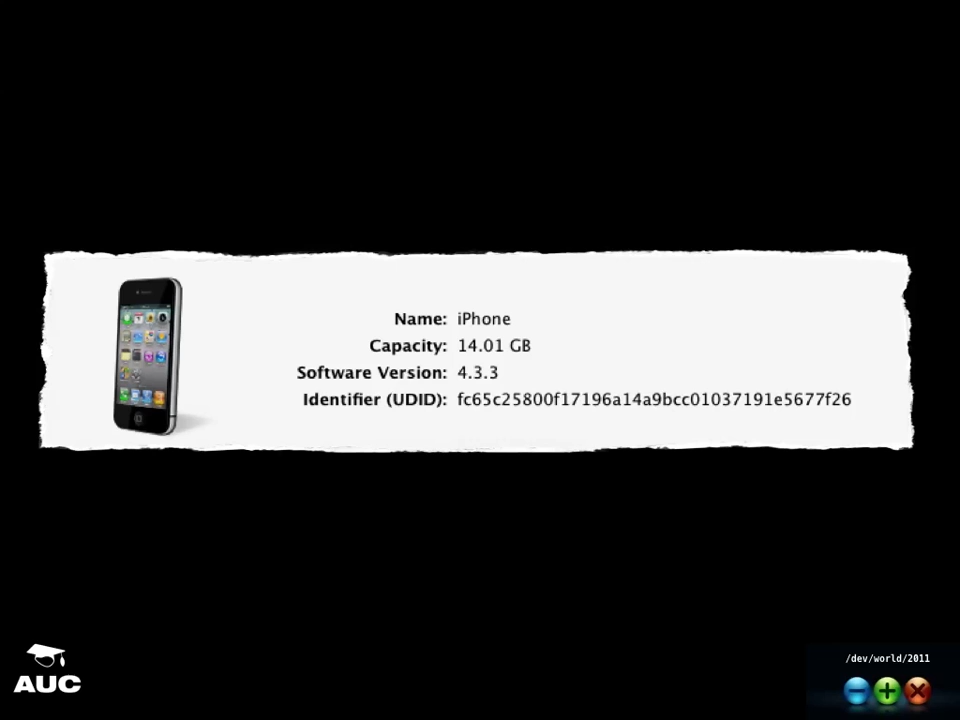 Name: iPhone
Capacity: 14.01 GB
Software Version: 4.3.3
Identifier (UDID): fc65c25800f17196a14a9bcc01037191e5677f26
AUC
/dev/world/2011